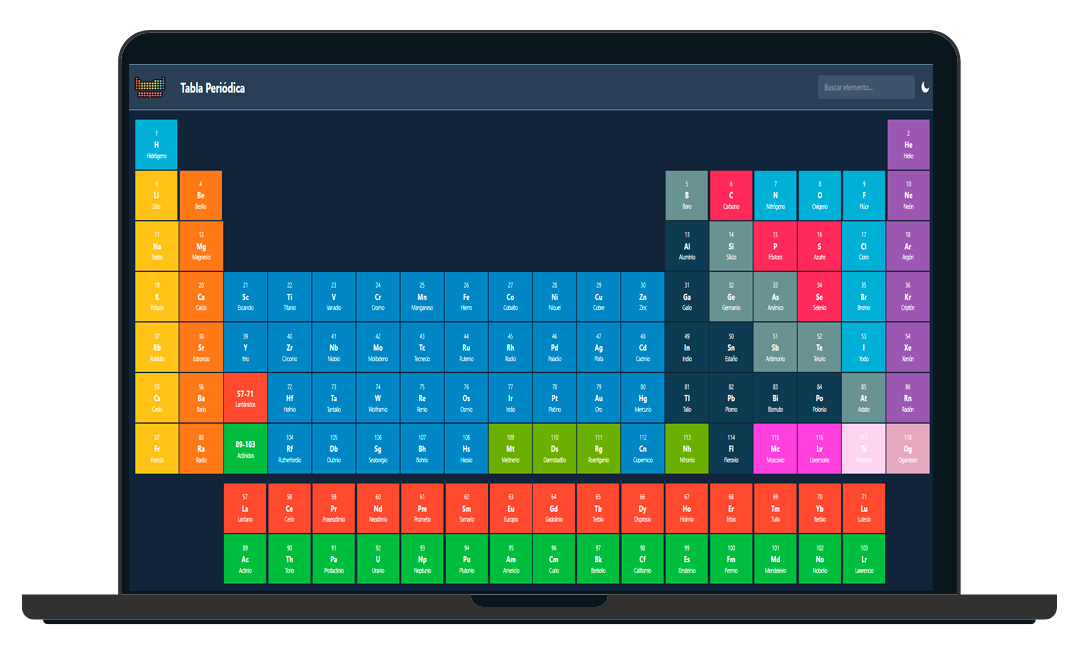 Tabla Periódica
Buscar elemento...
1 2
H He
Hidrógeno Helio
3 4 5 6 7 8 9 10
Li Be B C N O F Ne
Litio Berilio Boro Carbono Nitrógeno Oxígeno Flúor Neón
11 12 13 14 15 16 17 18
Na Mg Al Si P S Cl Ar
Sodio Magnesio Aluminio Silicio Fósforo Azufre Cloro Argón
19 20 21 22 23 24 25 26 27 28 29 30 31 32 33 34 35 36
K Ca Sc Ti V Cr Mn Fe Co Ni Cu Zn Ga Ge As Se Br Kr
Potasio Calcio Escandio Titanio Vanadio Cromo Manganeso Hierro Cobalto Níquel Cobre Zinc Galio Germanio Arsénico Selenio Bromo Criptón
37 38 39 40 41 42 43 44 45 46 47 48 49 50 51 52 53 54
Rb Sr Y Zr Nb Mo Tc Ru Rh Pd Ag Cd In Sn Sb Te I Xe
Rubidio Estroncio Itrio Circonio Niobio Molibdeno Tecnecio Rutenio Rodio Paladio Plata Cadmio Indio Estaño Antimonio Telurio Yodo Xenón
55 56 57-71 72 73 74 75 76 77 78 79 80 81 82 83 84 85 86
Cs Ba Lantánidos Hf Ta W Re Os Ir Pt Au Hg Tl Pb Bi Po At Rn
Cesio Bario Hafnio Tantalio Wolframio Renio Osmio Iridio Platino Oro Mercurio Talio Plomo Bismuto Polonio Astato Radón
87 88 89-103 104 105 106 107 108 109 110 111 112 113 114 115 116 117 118
Fr Ra Actínidos Rf Db Sg Bh Hs Mt Ds Rg Cn Nh Fl Mc Lv Ts Og
Francio Radio Rutherfordio Dubnio Seaborgio Bohrio Hassio Meitnerio Darmstadtio Roentgenio Copernicio Nihonio Flerovio Moscovio Livermorio Oganesón
57 58 59 60 61 62 63 64 65 66 67 68 69 70 71
La Ce Pr Nd Pm Sm Eu Gd Tb Dy Ho Er Tm Yb Lu
Lantano Cerio Praseodimio Neodimio Prometio Samario Europio Gadolinio Terbio Disprosio Holmio Erbio Tulio Iterbio Lutecio
89 90 91 92 93 94 95 96 97 98 99 100 101 102 103
Ac Th Pa U Np Pu Am Cm Bk Cf Es Fm Md No Lr
Actinio Torio Protactinio Uranio Neptunio Plutonio Americio Curio Berkelio Californio Einstenio Fermio Mendelevio Nobelio Lawrencio